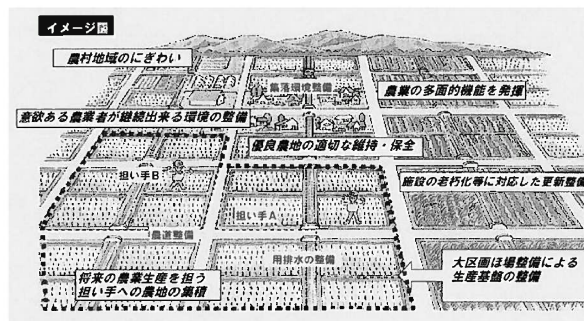 イメージ図
農村地域のにぎわい
集落環境整備
農業の多面的機能を発揮
意欲ある農業者が継続出来る環境の整備
優良農地の適切な維持・保全
担い手B
施設の老朽化等に対応した更新整備
担い手A
農道整備
用排水の整備
大区画ほ場整備による
生産基盤の整備
将来の農業生産を担う
担い手への農地の集積